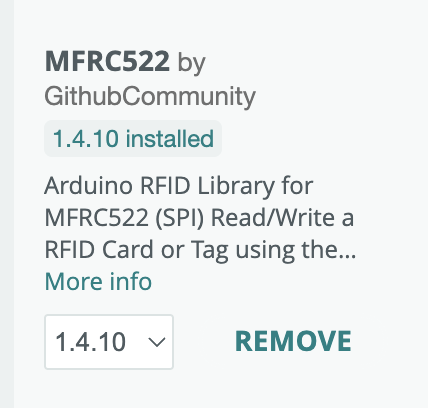 MFRC522 by
GithubCommunity
1.4.10 installed
Arduino RFID Library for
MFRC522 (SPI) Read/Write a
RFID Card or Tag using the...
More info
1.4.10
REMOVE